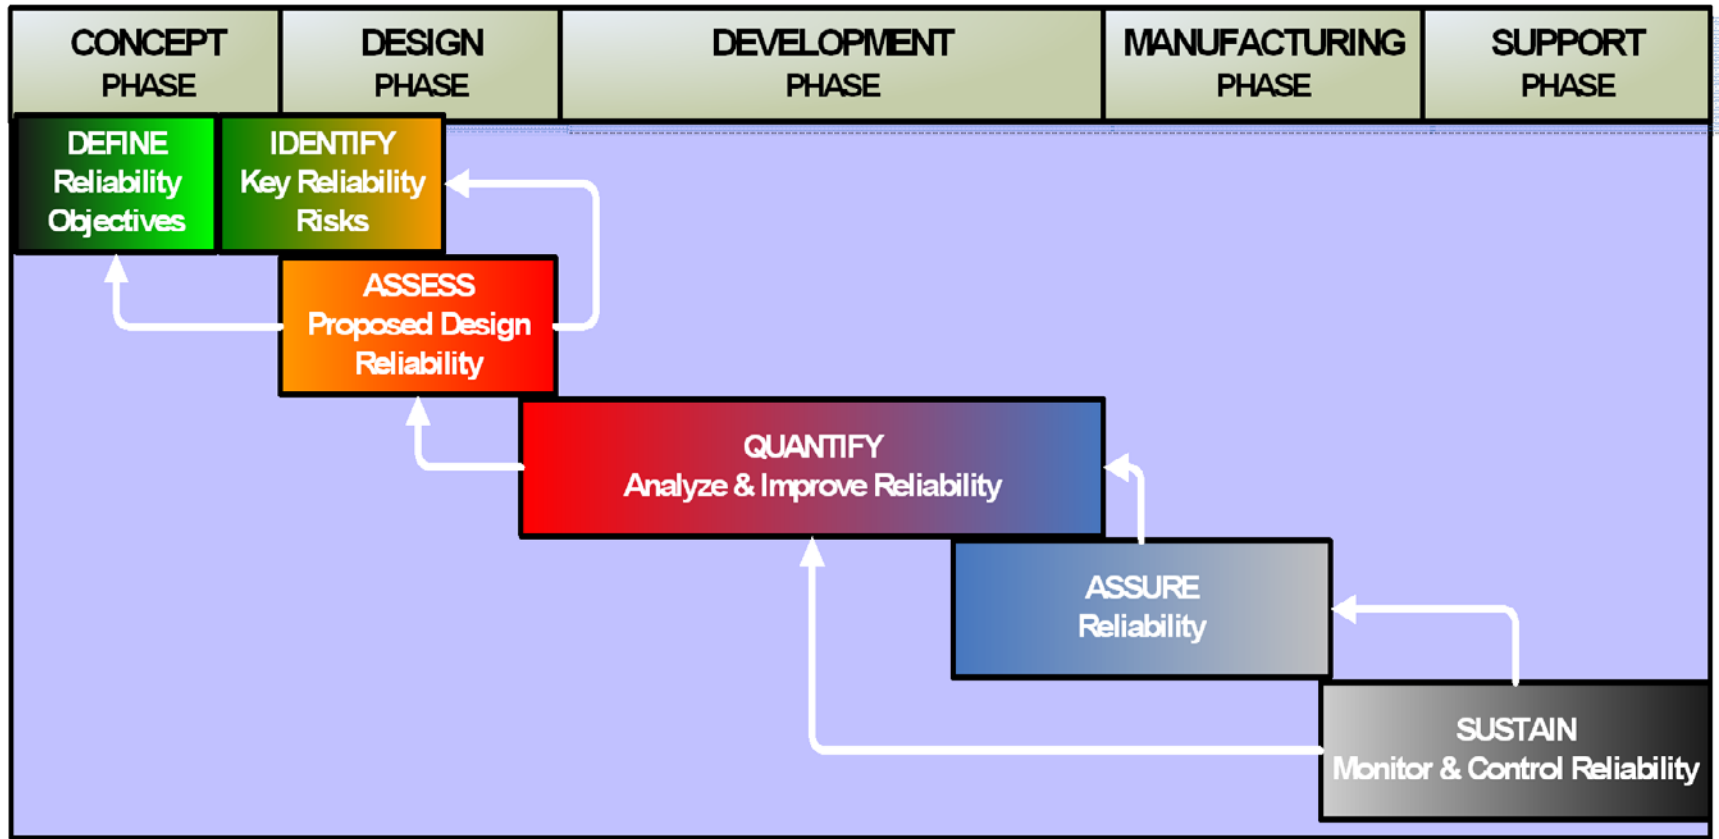 CONCEPT
PHASE
DESIGN
PHASE
DEVELOPMENT
PHASE
MANUFACTURING
PHASE
SUPPORT
PHASE
DEFINE
Reliability
Objectives
IDENTIFY
Key Reliability
Risks
ASSESS
Proposed Design
Reliability
QUANTIFY
Analyze & Improve Reliability
ASSURE
Reliability
SUSTAIN
Monitor & Control Reliability